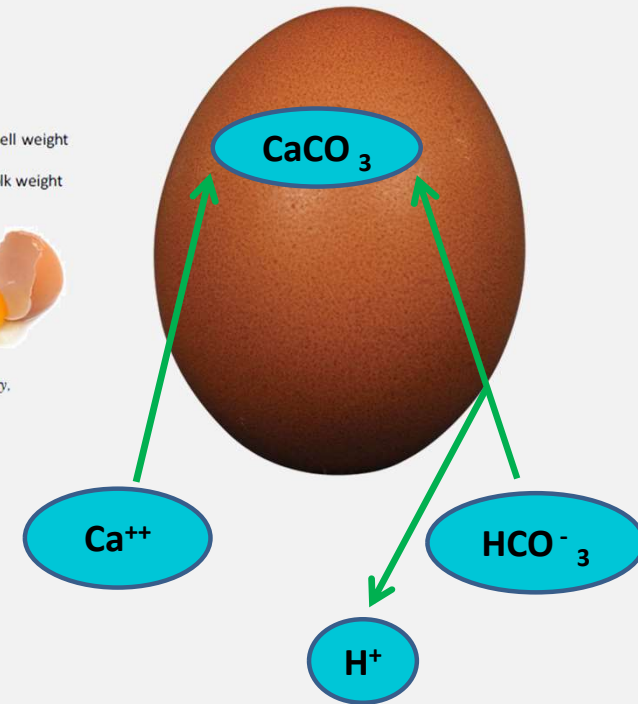 ell weight
CaCO 3
lk weight
y,
Ca++
HCO - 3
H+